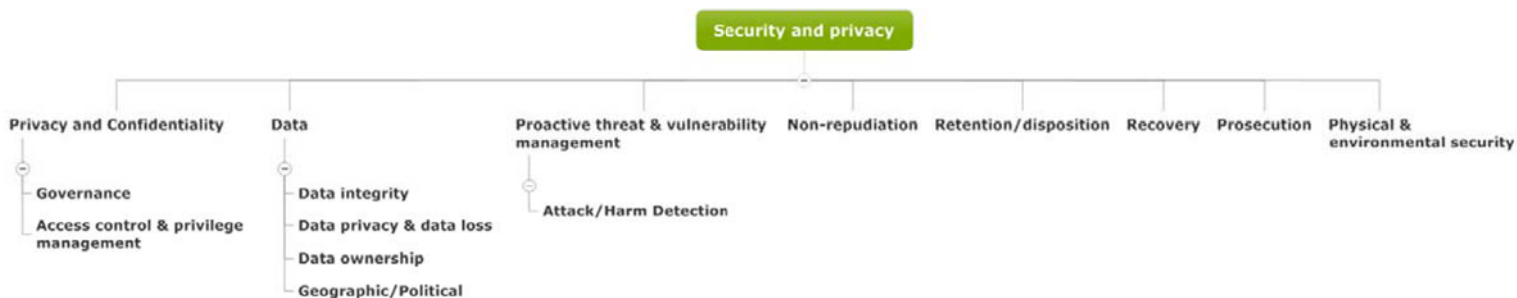 Security and privacy
Privacy and Confidentiality
Data
Proactive threat & vulnerability
management
Non-repudiation
Retention/disposition
Recovery
Prosecution
Physical &
environmental security
Governance
Access control & privilege
management
Data integrity
Data privacy & data loss
Data ownership
Geographic/Political
Attack/Harm Detection